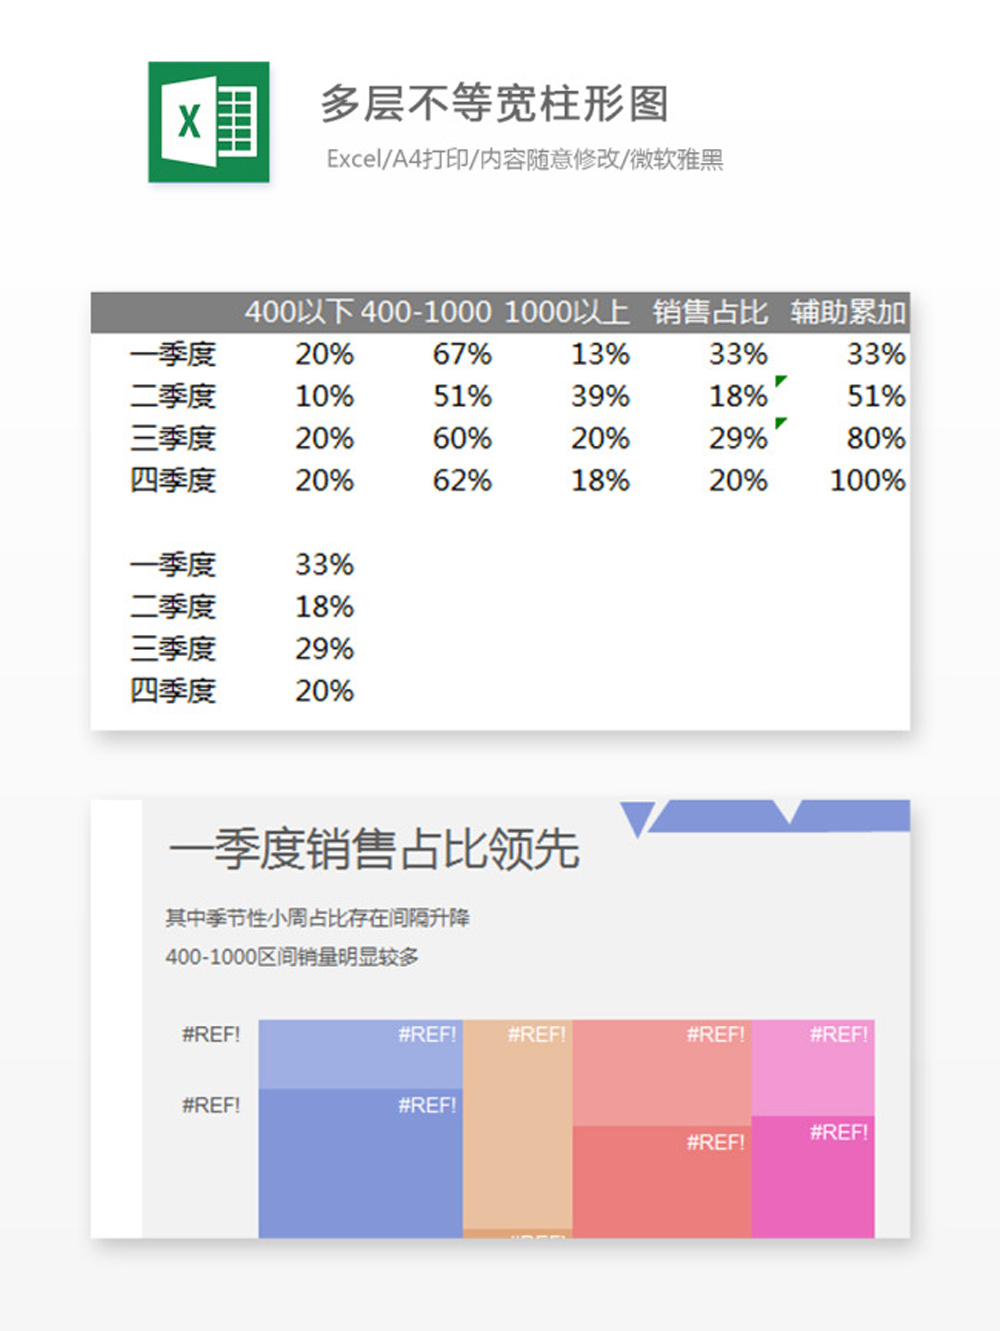 X
多层不等宽柱形图
Excel/A4打印/内容随意修改/微软雅黑
400以下 400-1000 1000以上 销售占比 辅助累加
一季度 20% 67% 13% 33% 33%
二季度 10% 51% 39% 18% 51%
三季度 20% 60% 20% 29% 80%
四季度 20% 62% 18% 20% 100%
一季度 33%
二季度 18%
三季度 29%
四季度 20%
一季度销售占比领先
其中季节性小周占比存在间隔升降
400-1000区间销量明显较多
#REF! #REF! #REF! #REF! #REF!
#REF! #REF!
#REF! #REF!
#REF!